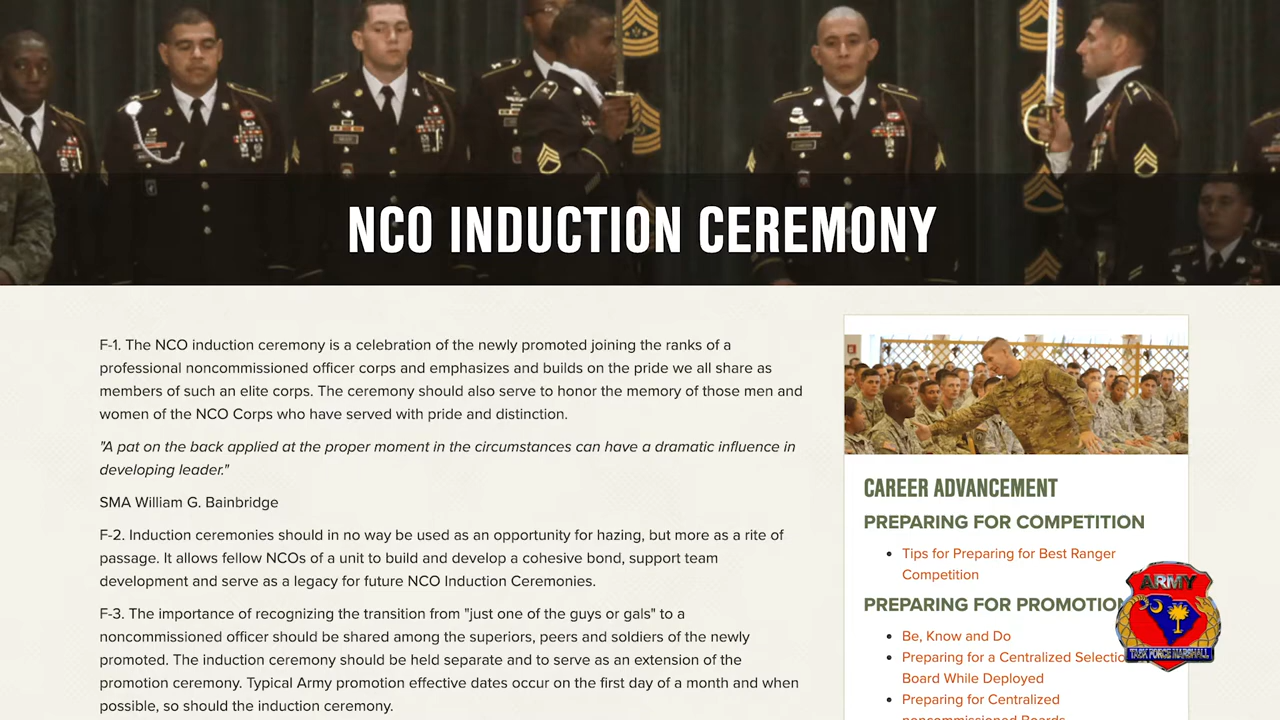 NCO INDUCTION CEREMONY
F-1. The NCO induction ceremony is a celebration of the newly promoted joining the ranks of a
professional noncommissioned officer corps and emphasizes and builds on the pride we all share as
members of such an elite corps. The ceremony should also serve to honor the memory of those men and
women of the NCO Corps who have served with pride and distinction.
"A pat on the back applied at the proper moment in the circumstances can have a dramatic influence in
developing leader."
SMA William G. Bainbridge
F-2. Induction ceremonies should in no way be used as an opportunity for hazing, but more as a rite of
passage. It allows fellow NCOs of a unit to build and develop a cohesive bond, support team
development and serve as a legacy for future NCO Induction Ceremonies.
F-3. The importance of recognizing the transition from "just one of the guys or gals" to a
noncommissioned officer should be shared among the superiors, peers and soldiers of the newly
promoted. The induction ceremony should be held separate and to serve as an extension of the
promotion ceremony. Typical Army promotion effective dates occur on the first day of a month and when
possible, so should the induction ceremony.
CAREER ADVANCEMENT
PREPARING FOR COMPETITION
Tips for Preparing for Best Ranger
Competition
PREPARING FOR PROMOTION
Be, Know and Do
Preparing for a Centralized Selection
Board While Deployed
Preparing for Centralized
noncommissioned Boards
ARMY
TASK FORCE MARSHALL